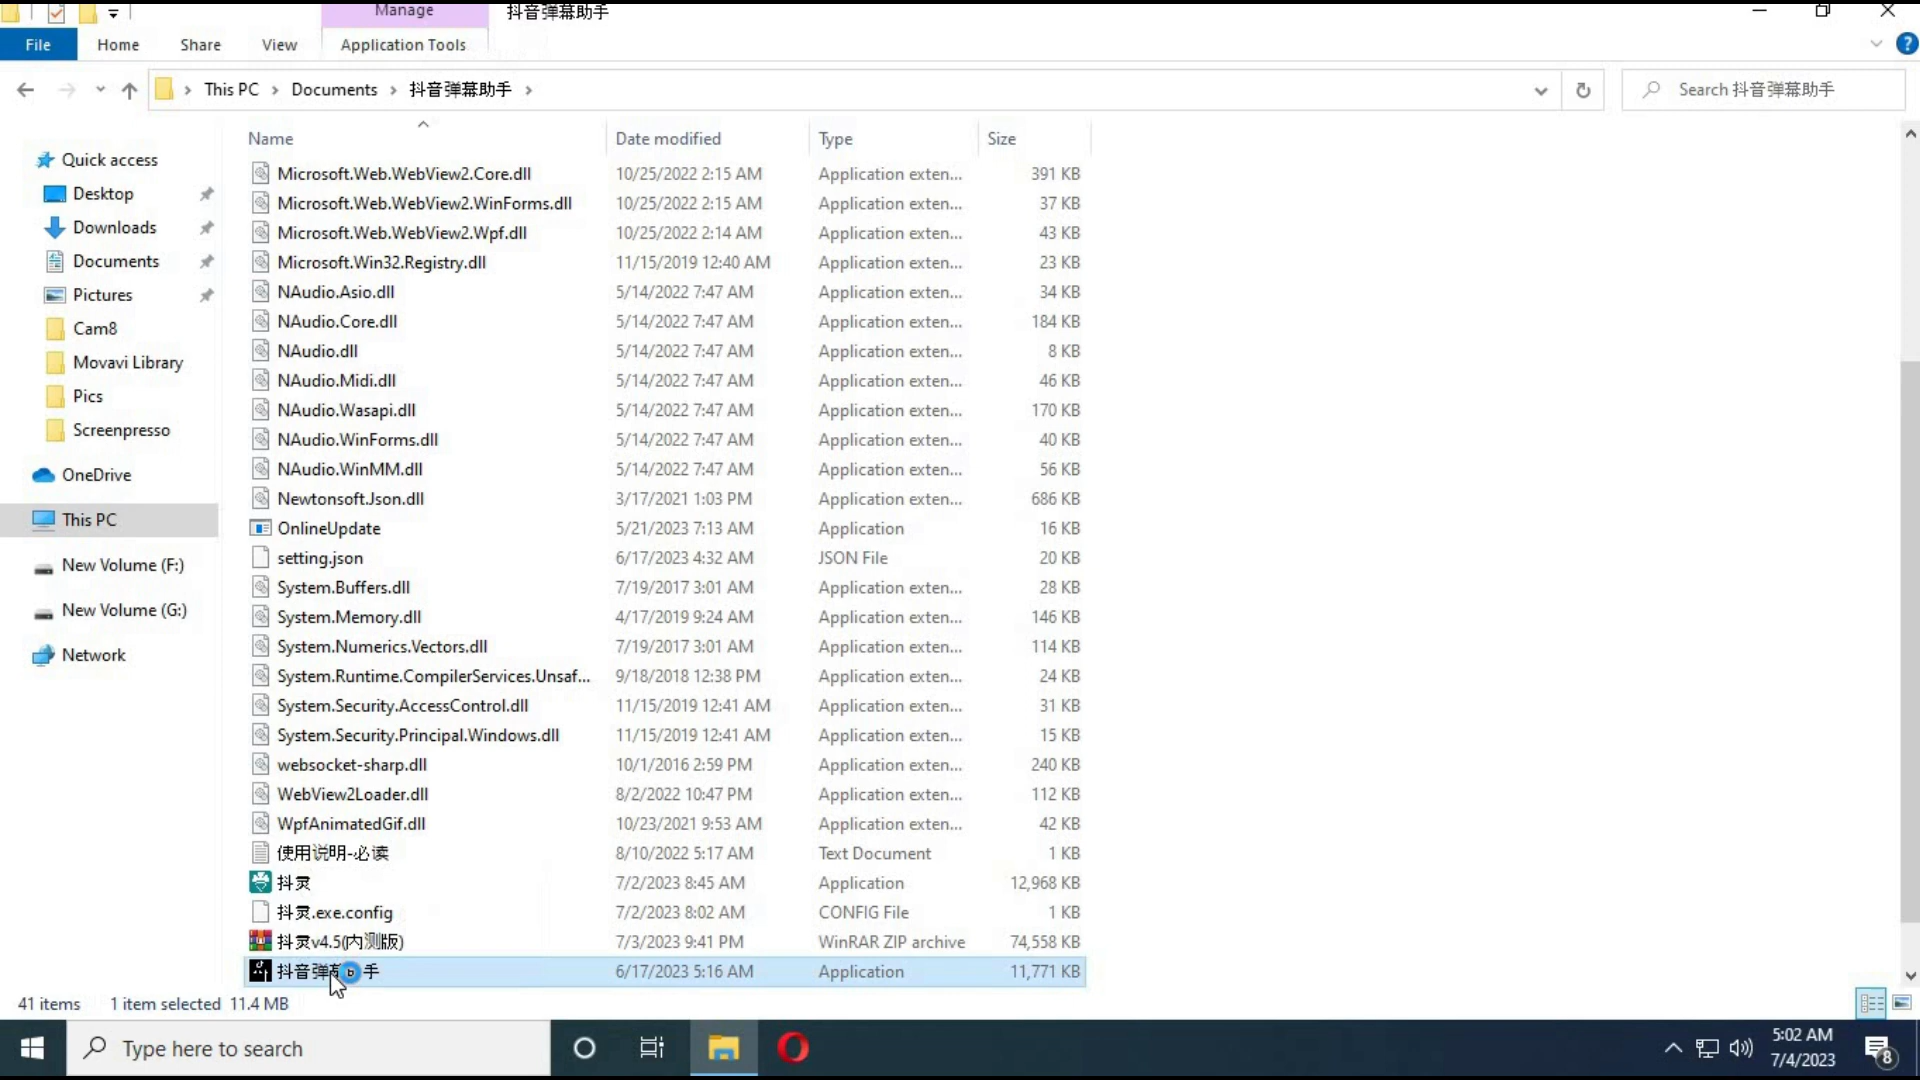 Manage
抖音弹幕助手
File
Home
Share
View
Application Tools
This PC
Documents
抖音弹幕助手
Search 抖音弹幕助手
Name
Date modified
Type
Size
Quick access
Desktop
Downloads
Documents
Pictures
Cam8
Movavi Library
Pics
Screenpresso
OneDrive
This PC
New Volume (F:)
New Volume (G:)
Network
Microsoft.Web.WebView2.Core.dll 10/25/2022 2:15 AM Application exten... 391 KB
Microsoft.Web.WebView2.WinForms.dll 10/25/2022 2:15 AM Application exten... 37 KB
Microsoft.Web.WebView2.Wpf.dll 10/25/2022 2:14 AM Application exten... 43 KB
Microsoft.Win32.Registry.dll 11/15/2019 12:40 AM Application exten... 23 KB
NAudio.Asio.dll 5/14/2022 7:47 AM Application exten... 34 KB
NAudio.Core.dll 5/14/2022 7:47 AM Application exten... 184 KB
NAudio.dll 5/14/2022 7:47 AM Application exten... 8 KB
NAudio.Midi.dll 5/14/2022 7:47 AM Application exten... 46 KB
NAudio.Wasapi.dll 5/14/2022 7:47 AM Application exten... 170 KB
NAudio.WinForms.dll 5/14/2022 7:47 AM Application exten... 40 KB
NAudio.WinMM.dll 5/14/2022 7:47 AM Application exten... 56 KB
Newtonsoft.Json.dll 3/17/2021 1:03 PM Application exten... 686 KB
OnlineUpdate 5/21/2023 7:13 AM Application 16 KB
setting.json 6/17/2023 4:32 AM JSON File 20 KB
System.Buffers.dll 7/19/2017 3:01 AM Application exten... 28 KB
System.Memory.dll 4/17/2019 9:24 AM Application exten... 146 KB
System.Numerics.Vectors.dll 7/19/2017 3:01 AM Application exten... 114 KB
System.Runtime.CompilerServices.Unsaf... 9/18/2018 12:38 PM Application exten... 24 KB
System.Security.AccessControl.dll 11/15/2019 12:41 AM Application exten... 31 KB
System.Security.Principal.Windows.dll 11/15/2019 12:41 AM Application exten... 15 KB
websocket-sharp.dll 10/1/2016 2:59 PM Application exten... 240 KB
WebView2Loader.dll 8/2/2022 10:47 PM Application exten... 112 KB
WpfAnimatedGif.dll 10/23/2021 9:53 AM Application exten... 42 KB
使用说明-必读 8/10/2022 5:17 AM Text Document 1 KB
抖灵 7/2/2023 8:45 AM Application 12,968 KB
抖灵.exe.config 7/2/2023 8:02 AM CONFIG File 1 KB
抖灵v4.5(内测版) 7/3/2023 9:41 PM WinRAR ZIP archive 74,558 KB
抖音弹幕 手 6/17/2023 5:16 AM Application 11,771 KB
41 items 1 item selected 11.4 MB
Type here to search
5:02 AM
7/4/2023
8